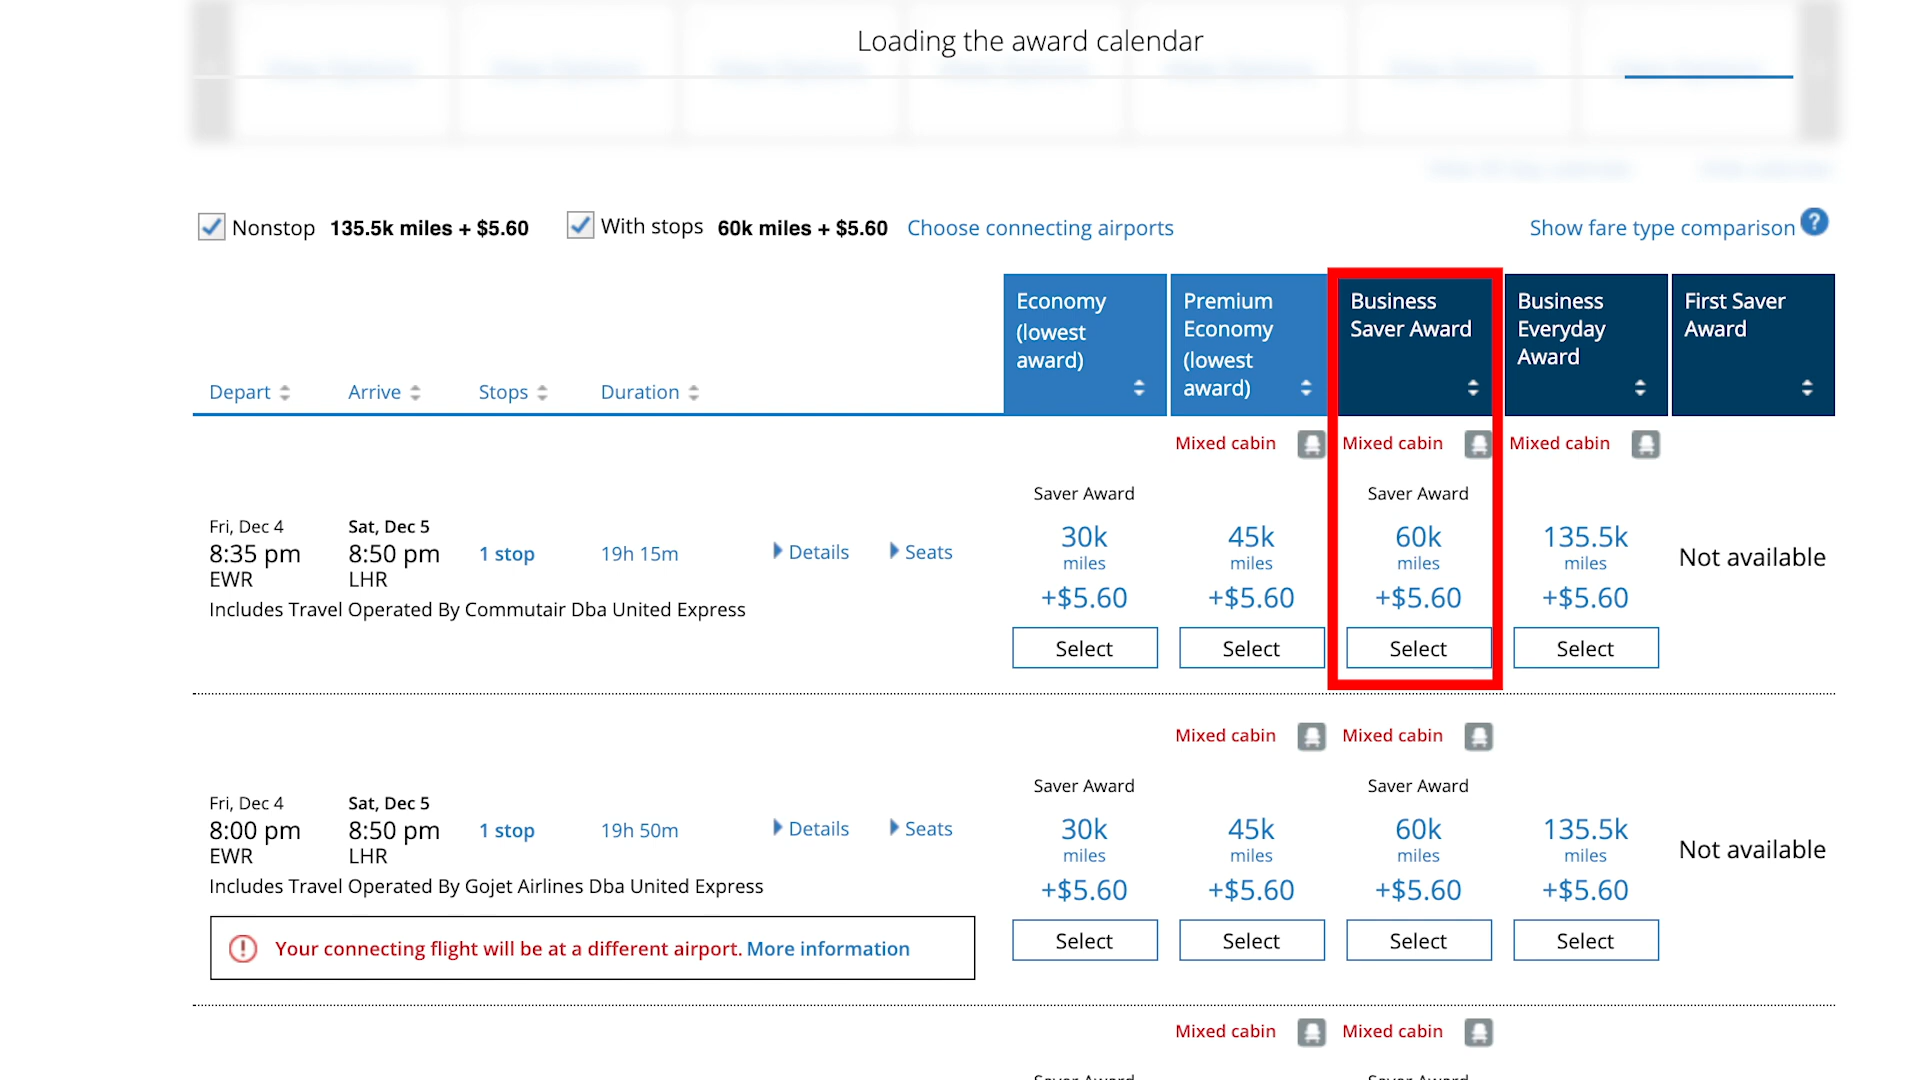 Loading the award calendar
Nonstop 135.5k miles + $5.60 With stops 60k miles + $5.60 Choose connecting airports Show fare type comparison ?
Economy
(lowest
award)
Premium
Economy
(lowest
award)
Business
Saver Award
Business
Everyday
Award
First Saver
Award
Depart Arrive Stops Duration
Mixed cabin Mixed cabin Mixed cabin
Saver Award Saver Award
Fri, Dec 4 Sat, Dec 5
8:35 pm 8:50 pm 1 stop 19h 15m Details Seats
EWR LHR
Includes Travel Operated By Commutair Dba United Express
30k 45k 60k 135.5k Not available
miles miles miles miles
+$5.60 +$5.60 +$5.60 +$5.60
Select Select Select Select
Mixed cabin Mixed cabin
Saver Award Saver Award
Fri, Dec 4 Sat, Dec 5
8:00 pm 8:50 pm 1 stop 19h 50m Details Seats
EWR LHR
Includes Travel Operated By Gojet Airlines Dba United Express
30k 45k 60k 135.5k Not available
miles miles miles miles
+$5.60 +$5.60 +$5.60 +$5.60
Your connecting flight will be at a different airport. More information
Select Select Select Select
Mixed cabin Mixed cabin
Saver Award Saver Award